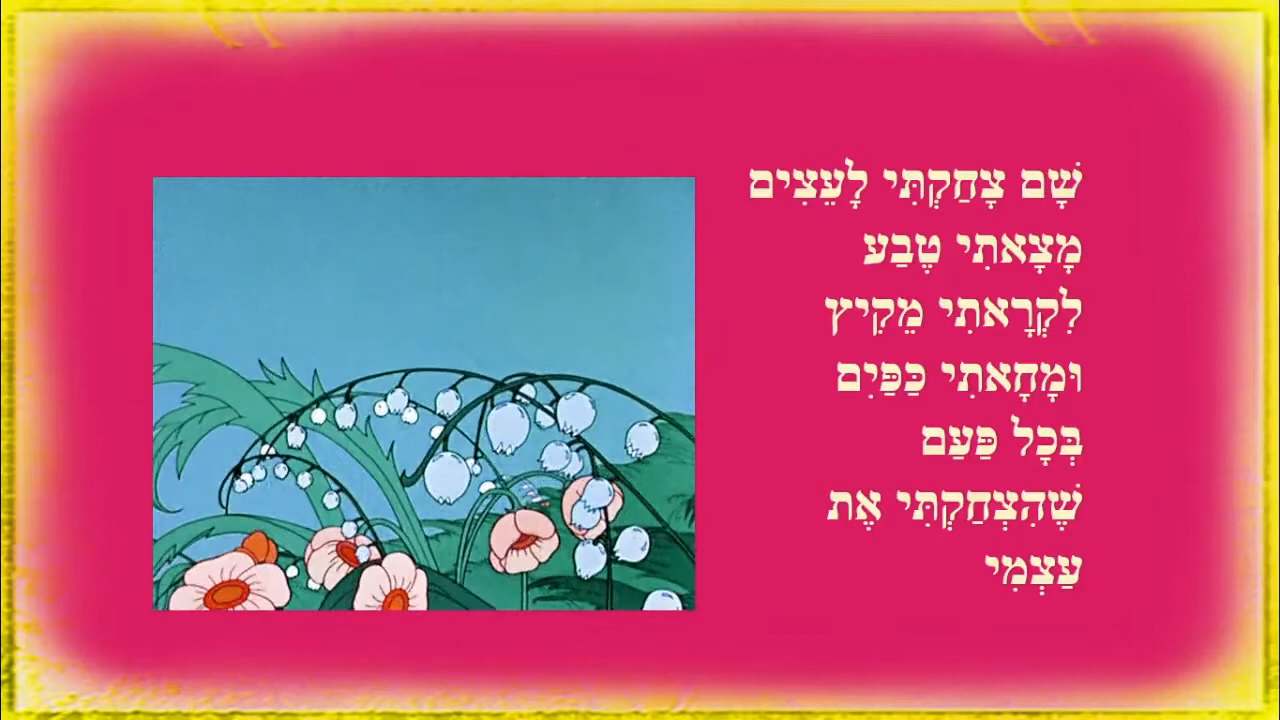 שָׁם צָחַקְתִּי לָעֵצִים
מָצָאתִי טֶבַע
לִקְרָאתִי מֵקִיץ
וּמָחָאתִי כַּפַּיִם
בְּכָל פַּעַם
שֶׁהִצְחַקְתִּי אֶת
עַצְמִי